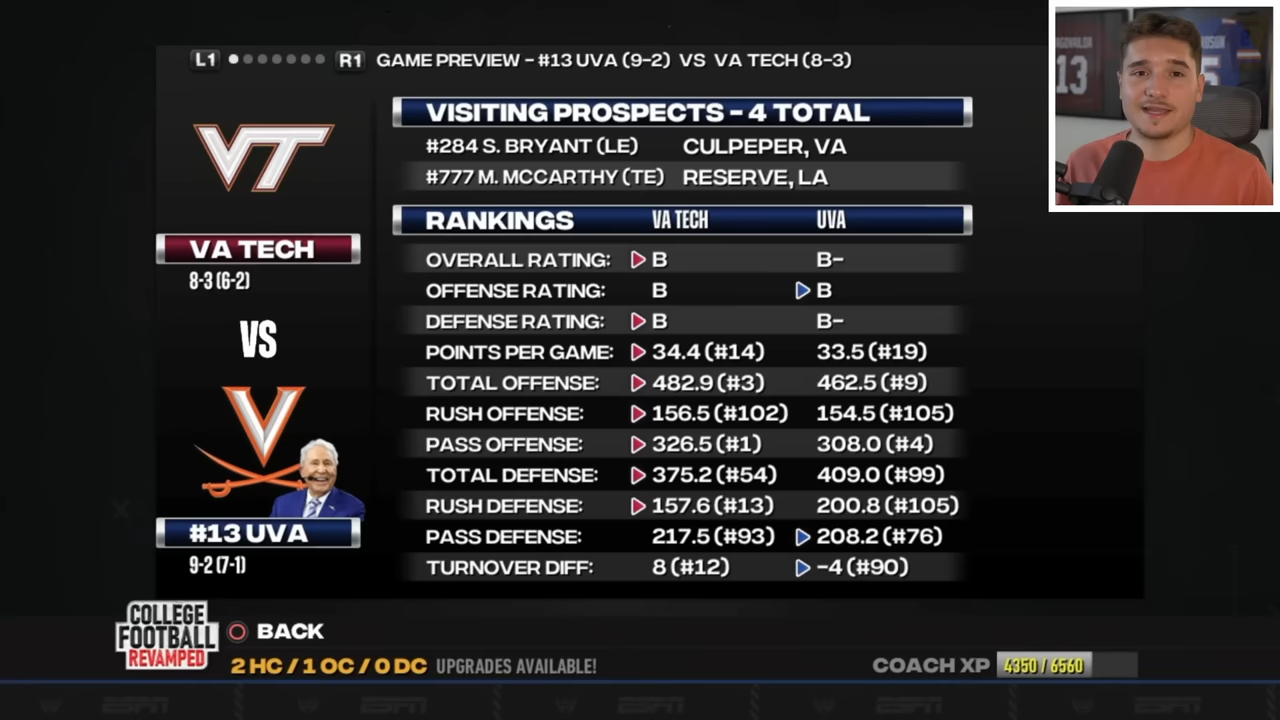 L1 R1 GAME PREVIEW - #13 UVA (9-2) VS VA TECH (8-3)
VISITING PROSPECTS - 4 TOTAL
#284 S. BRYANT (LE) CULPEPER, VA
#777 M. MCCARTHY (TE) RESERVE, LA
VT
VA TECH
8-3 (6-2)
VS
V
#13 UVA
9-2 (7-1)
RANKINGS VA TECH UVA
OVERALL RATING: B B-
OFFENSE RATING: B B
DEFENSE RATING: B B-
POINTS PER GAME: 34.4 (#14) 33.5 (#19)
TOTAL OFFENSE: 482.9 (#3) 462.5 (#9)
RUSH OFFENSE: 156.5 (#102) 154.5 (#105)
PASS OFFENSE: 326.5 (#1) 308.0 (#4)
TOTAL DEFENSE: 375.2 (#54) 409.0 (#99)
RUSH DEFENSE: 157.6 (#13) 200.8 (#105)
PASS DEFENSE: 217.5 (#93) 208.2 (#76)
TURNOVER DIFF: 8 (#12) -4 (#90)
COLLEGE
FOOTBALL
REVAMPED
BACK
2 HC / 1 OC / 0 DC UPGRADES AVAILABLE!
COACH XP 4350 / 6560
ESPN ESPN ESPN ESPN ESPN
13